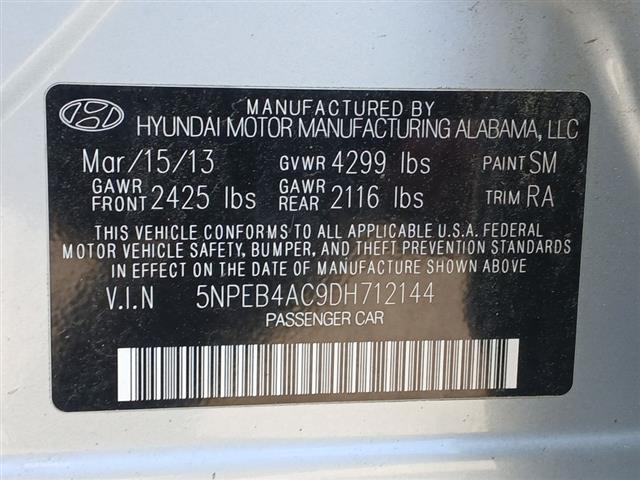 MANUFACTURED BY
HYUNDAI MOTOR MANUFACTURING ALABAMA, LLC
Mar/15/13 GVWR 4299 lbs PAINT SM
GAWR FRONT 2425 lbs GAWR REAR 2116 lbs TRIM RA
THIS VEHICLE CONFORMS TO ALL APPLICABLE U.S.A. FEDERAL
MOTOR VEHICLE SAFETY, BUMPER, AND THEFT PREVENTION STANDARDS
IN EFFECT ON THE DATE OF MANUFACTURE SHOWN ABOVE.
V.I.N 5NPEB4AC9DH712144
PASSENGER CAR